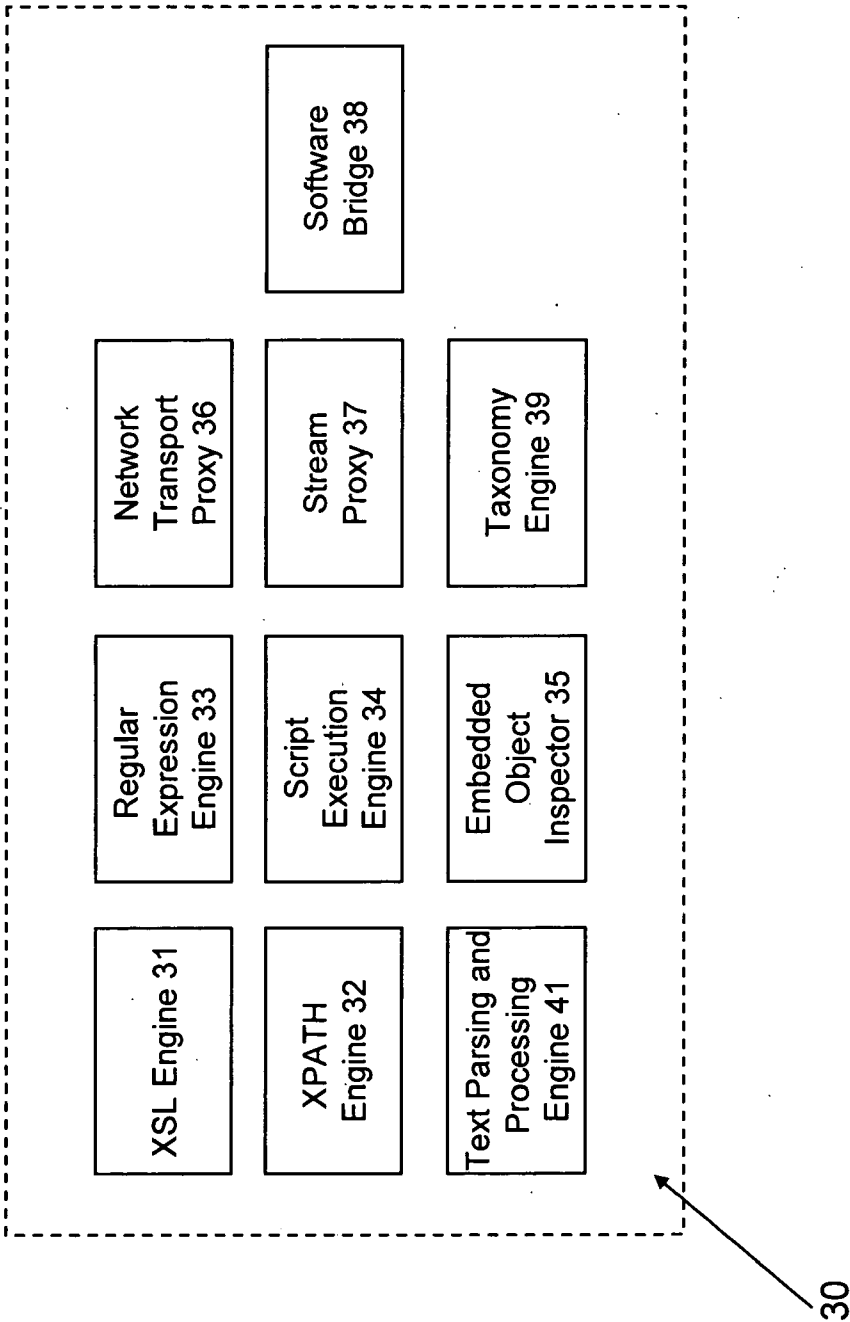 XSL Engine 31
Regular
Expression
Engine 33
Network
Transport
Proxy 36
XPATH
Engine 32
Script
Execution
Engine 34
Stream
Proxy 37
Software
Bridge 38
Text Parsing and
Processing
Engine 41
Embedded
Object
Inspector 35
Taxonomy
Engine 39
30